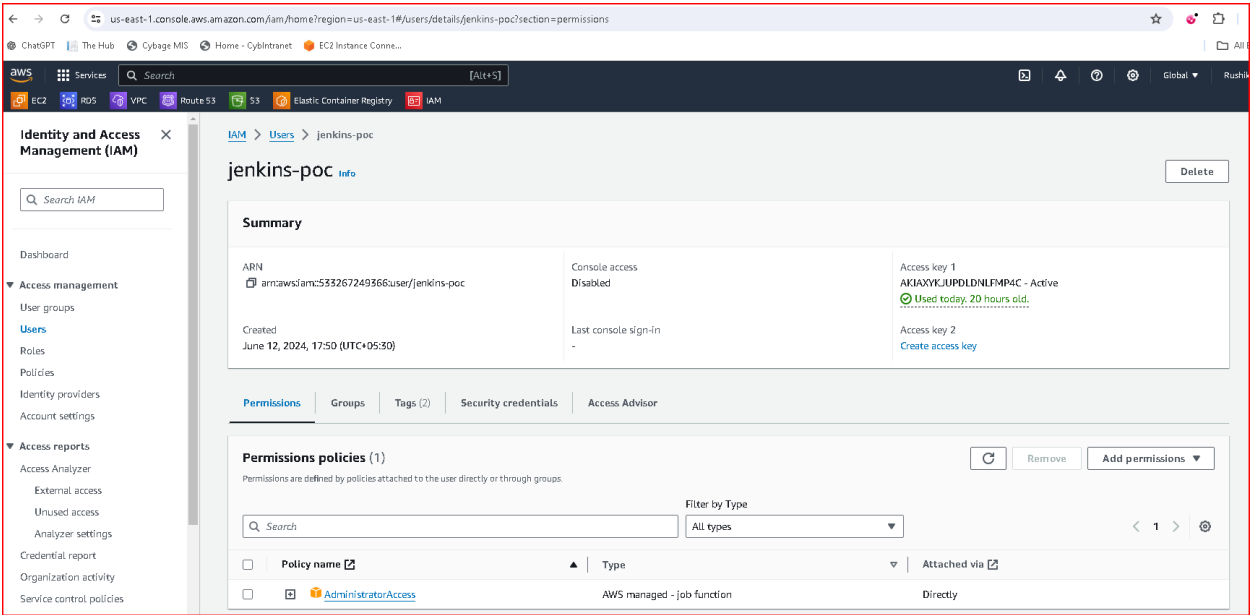 us-east-1.console.aws.amazon.com/iam/home?region=us-east-1#/users/details/jenkins-poc?section=permissions
ChatGPT The Hub Cybage MIS Home - CybIntranet EC2 Instance Conne... All B
aws Services Search [Alt+S] Global Rushik
EC2 RDS VPC Route 53 S3 Elastic Container Registry IAM
Identity and Access Management (IAM)
Search IAM
Dashboard
Access management
User groups
Users
Roles
Policies
Identity providers
Account settings
Access reports
Access Analyzer
External access
Unused access
Analyzer settings
Credential report
Organization activity
Service control policies
IAM > Users > jenkins-poc
jenkins-poc Info
Delete
Summary
ARN
arn:aws:iam::533267249366:user/jenkins-poc
Created
June 12, 2024, 17:50 (UTC+05:30)
Console access
Disabled
Last console sign-in
-
Access key 1
AKIAXYKJUPDLDNLFMP4C - Active
Used today. 20 hours old.
Access key 2
Create access key
Permissions Groups Tags (2) Security credentials Access Advisor
Permissions policies (1)
Permissions are defined by policies attached to the user directly or through groups.
Remove
Add permissions
Filter by Type
Search
All types
1
Policy name Type Attached via
AdministratorAccess AWS managed - job function Directly